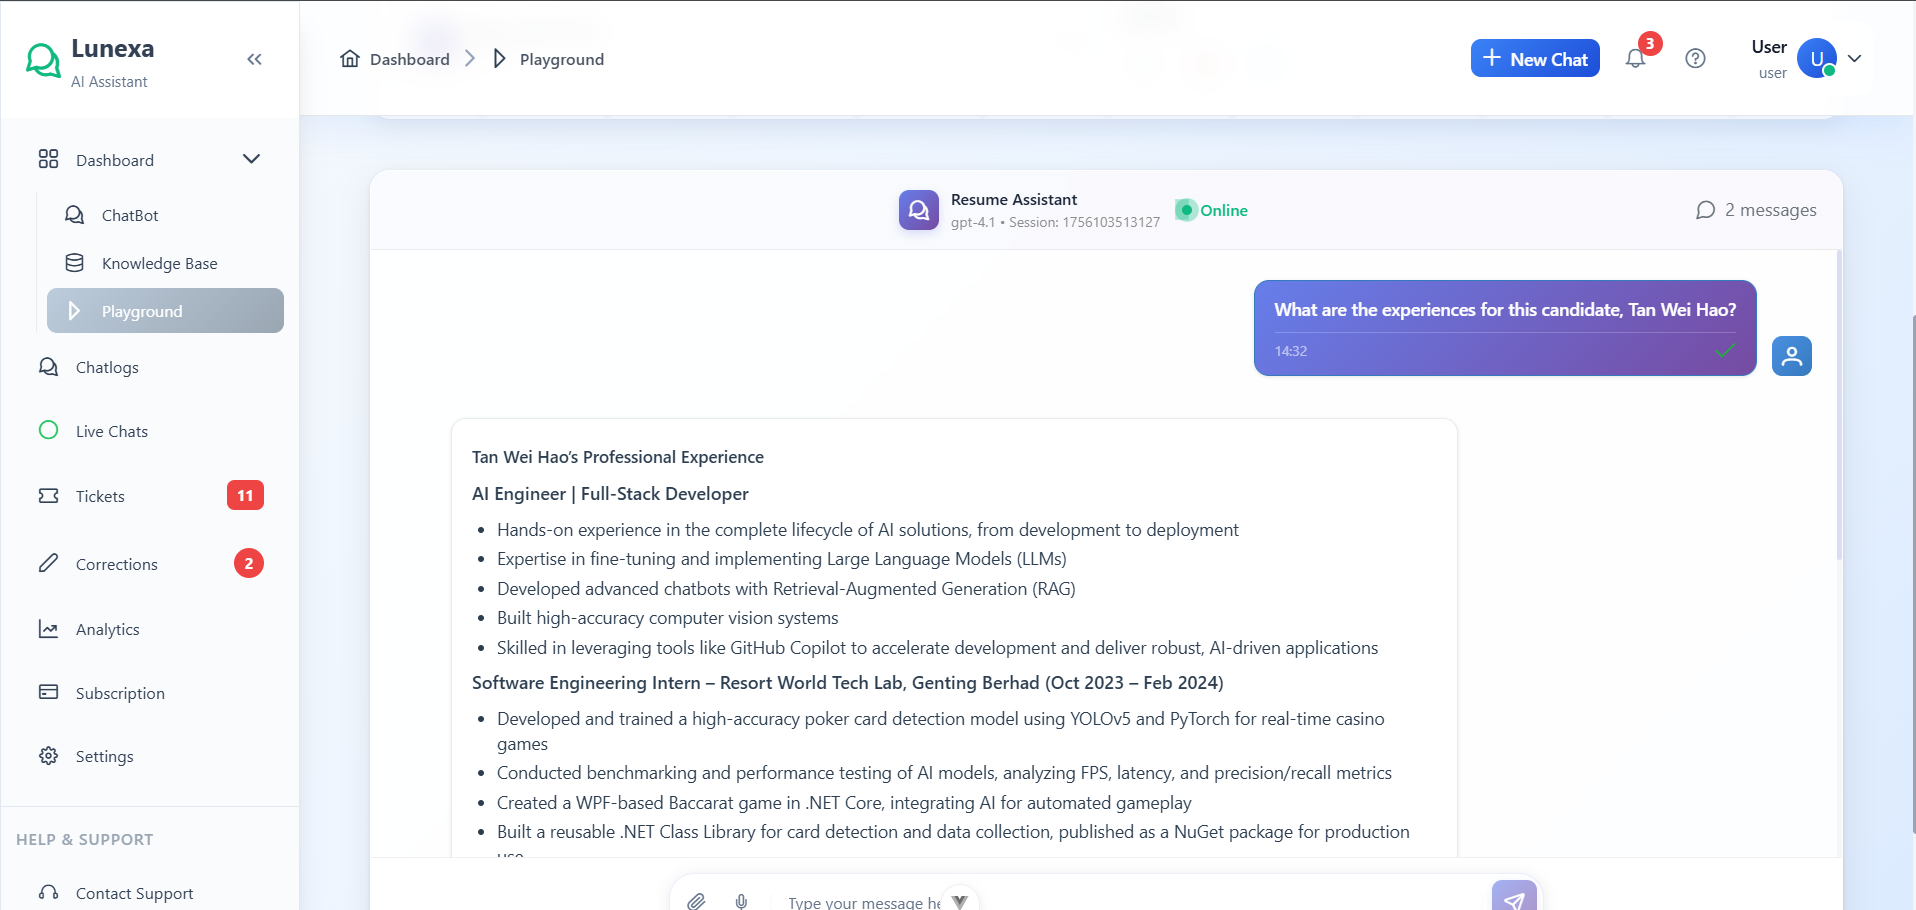 Lunexa
AI Assistant
Dashboard
ChatBot
Knowledge Base
Playground
Chatlogs
Live Chats
Tickets 11
Corrections 2
Analytics
Subscription
Settings
HELP & SUPPORT
Contact Support
Dashboard Playground
+ New Chat
3
User
user
U
Resume Assistant
gpt-4.1 • Session: 1756103513127
Online
2 messages
What are the experiences for this candidate, Tan Wei Hao?
14:32
Tan Wei Hao’s Professional Experience
AI Engineer | Full-Stack Developer
• Hands-on experience in the complete lifecycle of AI solutions, from development to deployment
• Expertise in fine-tuning and implementing Large Language Models (LLMs)
• Developed advanced chatbots with Retrieval-Augmented Generation (RAG)
• Built high-accuracy computer vision systems
• Skilled in leveraging tools like GitHub Copilot to accelerate development and deliver robust, AI-driven applications
Software Engineering Intern – Resort World Tech Lab, Genting Berhad (Oct 2023 – Feb 2024)
• Developed and trained a high-accuracy poker card detection model using YOLOv5 and PyTorch for real-time casino
games
• Conducted benchmarking and performance testing of AI models, analyzing FPS, latency, and precision/recall metrics
• Created a WPF-based Baccarat game in .NET Core, integrating AI for automated gameplay
• Built a reusable .NET Class Library for card detection and data collection, published as a NuGet package for production
Type your message